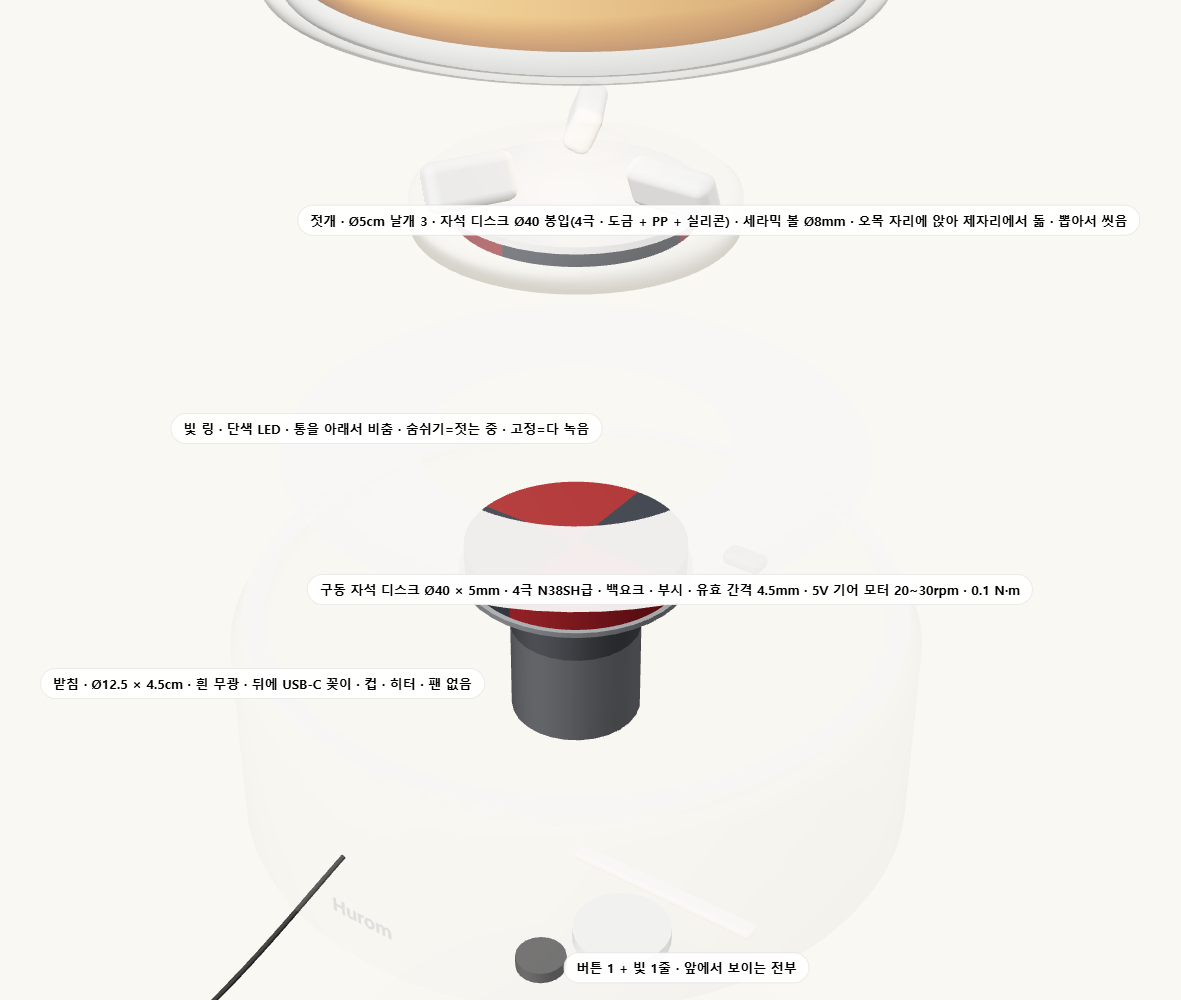 젓개 · Ø5cm 날개 3 · 자석 디스크 Ø40 봉입(4극 · 도금 + PP + 실리콘) · 세라믹 볼 Ø8mm · 오목 자리에 앉아 제자리에서 돎 · 뽑아서 씻음
빛 링 · 단색 LED · 통을 아래서 비춤 · 숨쉬기=젓는 중 · 고정=다 녹음
구동 자석 디스크 Ø40 × 5mm · 4극 N38SH급 · 백요크 · 부시 · 유효 간격 4.5mm · 5V 기어 모터 20~30rpm · 0.1 N·m
받침 · Ø12.5 × 4.5cm · 흰 무광 · 뒤에 USB-C 꽂이 · 컵 · 히터 · 팬 없음
Hurom
버튼 1 + 빛 1줄 · 앞에서 보이는 전부